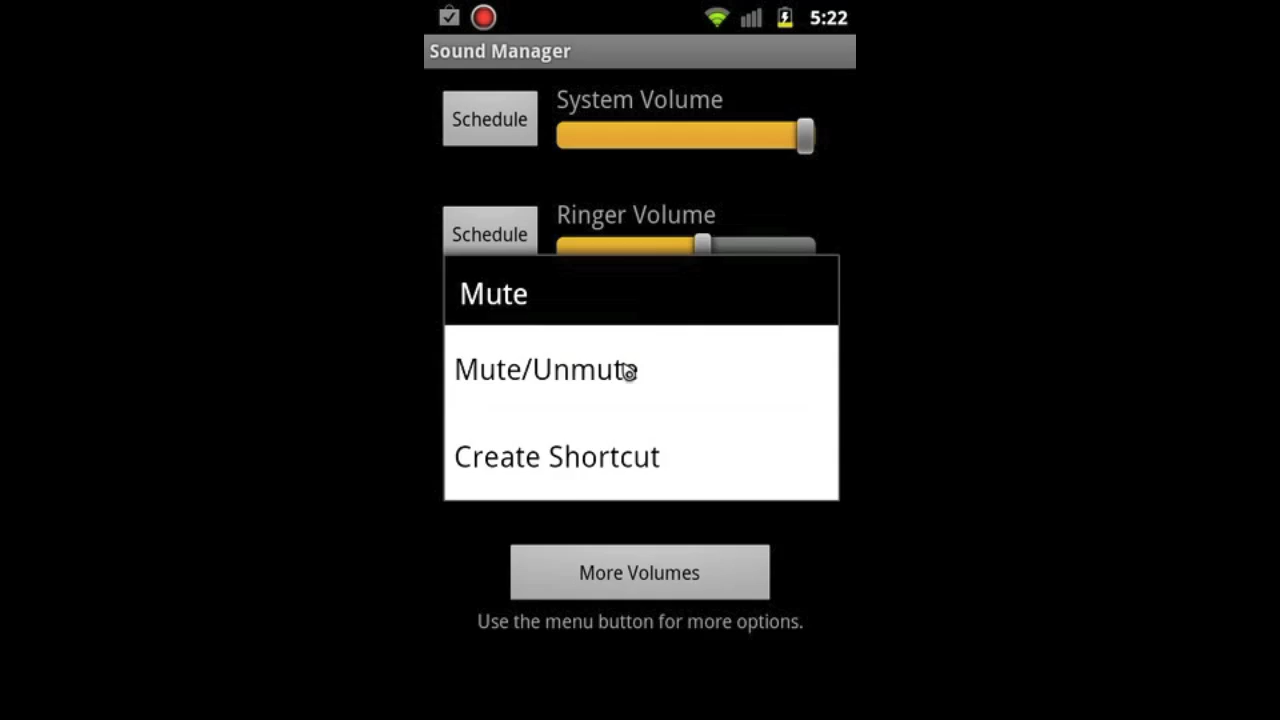 5:22
Sound Manager
Schedule
System Volume
Schedule
Ringer Volume
Mute
Mute/Unmute
Create Shortcut
More Volumes
Use the menu button for more options.